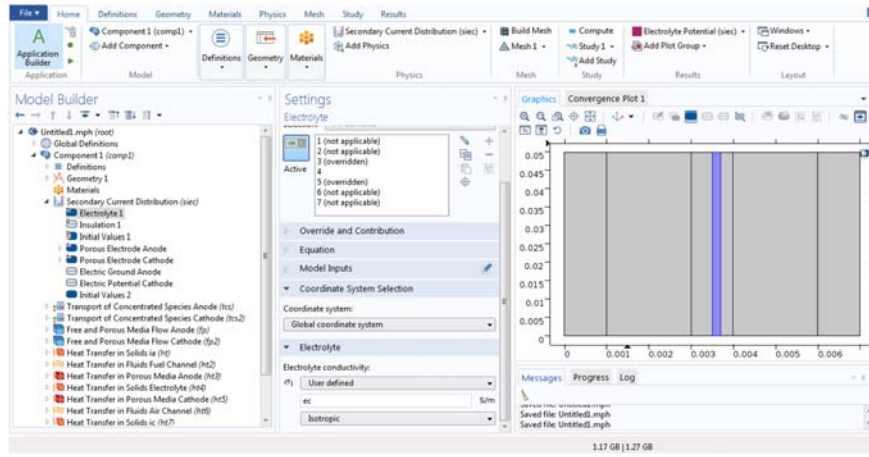 File Home Definitions Geometry Materials Physics Mesh Study Results
Application Builder
Component 1 (comp1)
Add Component
Definitions Geometry Materials
Secondary Current Distribution (siec)
Add Physics
Build Mesh
Mesh 1
Compute
Study 1
Add Study
Electrolyte Potential (siec)
Add Plot Group
Windows
Reset Desktop
Application Model Physics Mesh Study Results Layout
Model Builder
Untitled1.mph (root)
Global Definitions
Component 1 (comp1)
Definitions
Geometry 1
Materials
Secondary Current Distribution (siec)
Electrolyte 1
Insulation 1
Initial Values 1
Porous Electrode Anode
Porous Electrode Cathode
Electric Ground Anode
Electric Potential Cathode
Initial Values 2
Transport of Concentrated Species Anode (tcs)
Transport of Concentrated Species Cathode (tcs2)
Free and Porous Media Flow Anode (fp)
Free and Porous Media Flow Cathode (fp2)
Heat Transfer in Solids ia (ht)
Heat Transfer in Fluids Fuel Channel (ht2)
Heat Transfer in Porous Media Anode (ht3)
Heat Transfer in Solids Electrolyte (ht4)
Heat Transfer in Porous Media Cathode (ht5)
Heat Transfer in Fluids Air Channel (ht6)
Heat Transfer in Solids ic (ht7)
Settings
Electrolyte
Active
1 (not applicable)
2 (not applicable)
3 (overridden)
4
5 (overridden)
6 (not applicable)
7 (not applicable)
Override and Contribution
Equation
Model Inputs
Coordinate System Selection
Coordinate system:
Global coordinate system
Electrolyte
Electrolyte conductivity:
User defined
ec S/m
Isotropic
Graphics Convergence Plot 1
0.05
0.045
0.04
0.035
0.03
0.025
0.02
0.015
0.01
0.005
0
0 0.001 0.002 0.003 0.004 0.005 0.006
Messages Progress Log
Saved file: Untitled1.mph
Saved file: Untitled1.mph
1.17 GB | 1.27 GB